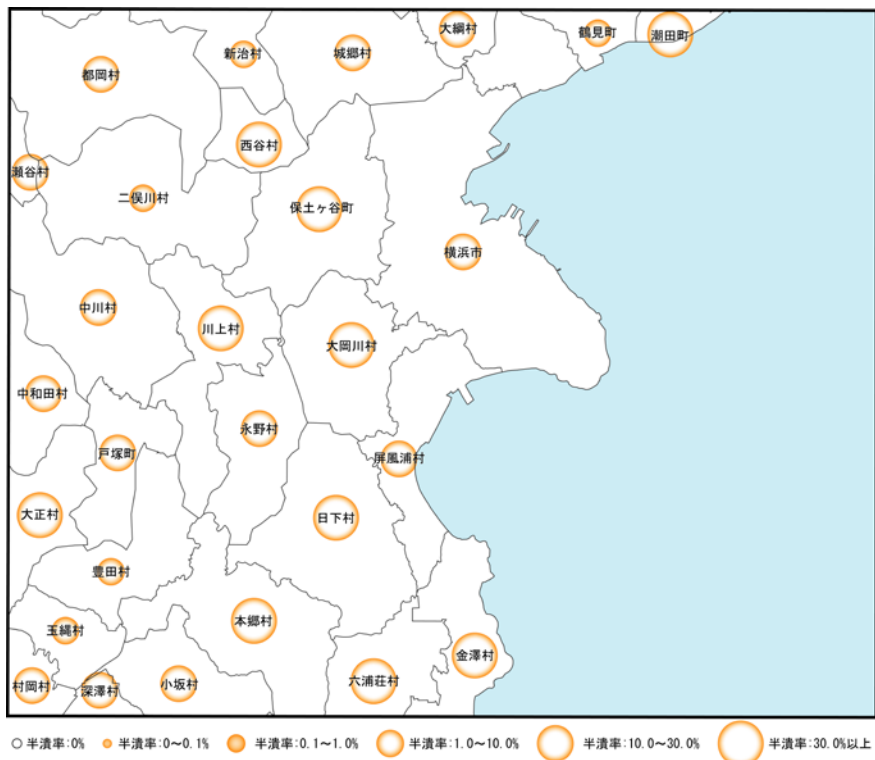 大綱村
鶴見町
潮田町
新治村
城郷村
都岡村
西谷村
瀬谷村
二俣川村
保土ヶ谷町
横浜市
中川村
川上村
大岡川村
中和田村
永野村
戸塚町
屏風浦村
大正村
日下村
豊田村
本郷村
玉縄村
金澤村
村岡村
深澤村
小坂村
六浦荘村
半潰率:0% 半潰率:0～0.1% 半潰率:0.1～1.0% 半潰率:1.0～10.0% 半潰率:10.0～30.0% 半潰率:30.0%以上